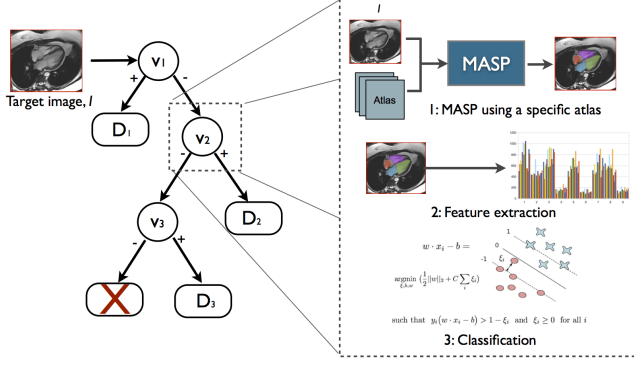 Target image, I
v1
+
-
D1
v2
-
+
D2
v3
-
+
X
D3
I
Atlas
MASP
1: MASP using a specific atlas
2: Feature extraction
w · xi − b =
1
0
-1
ξi
argmin (½||w||2 + C∑ ξi)
ξ,b,w
i
such that yi(w · xi − b) > 1 − ξi and ξi ≥ 0 for all i
3: Classification